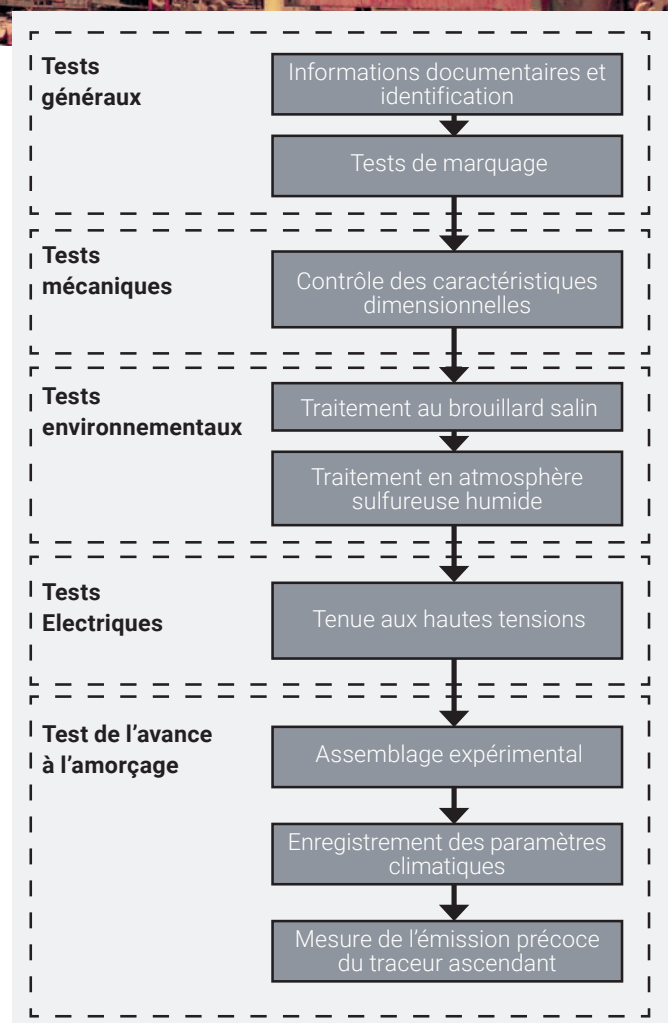 Tests
généraux
Informations documentaires et
identification
Tests de marquage
Tests
mécaniques
Contrôle des caractéristiques
dimensionnelles
Tests
environnementaux
Traitement au brouillard salin
Traitement en atmosphère
sulfureuse humide
Tests
Electriques
Tenue aux hautes tensions
Test de l’avance
à l’amorçage
Assemblage expérimental
Enregistrement des paramètres
climatiques
Mesure de l’émission précoce
du traceur ascendant